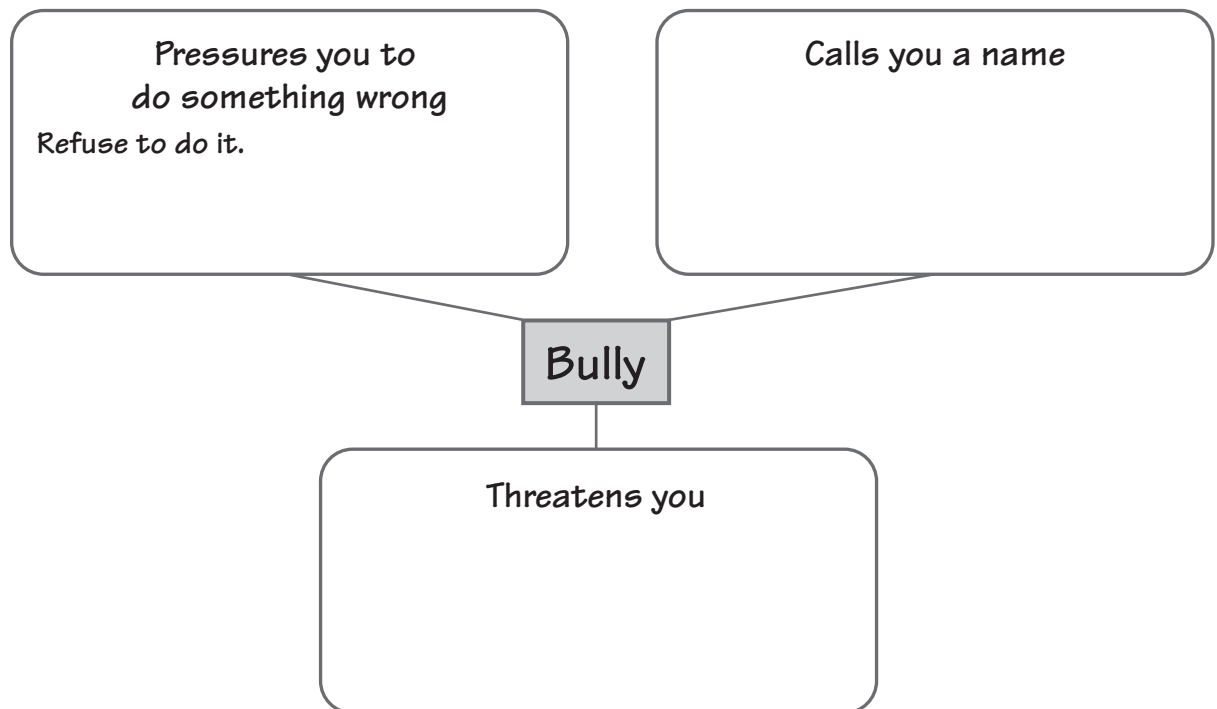 Pressures you to
do something wrong
Refuse to do it.
Calls you a name
Bully
Threatens you